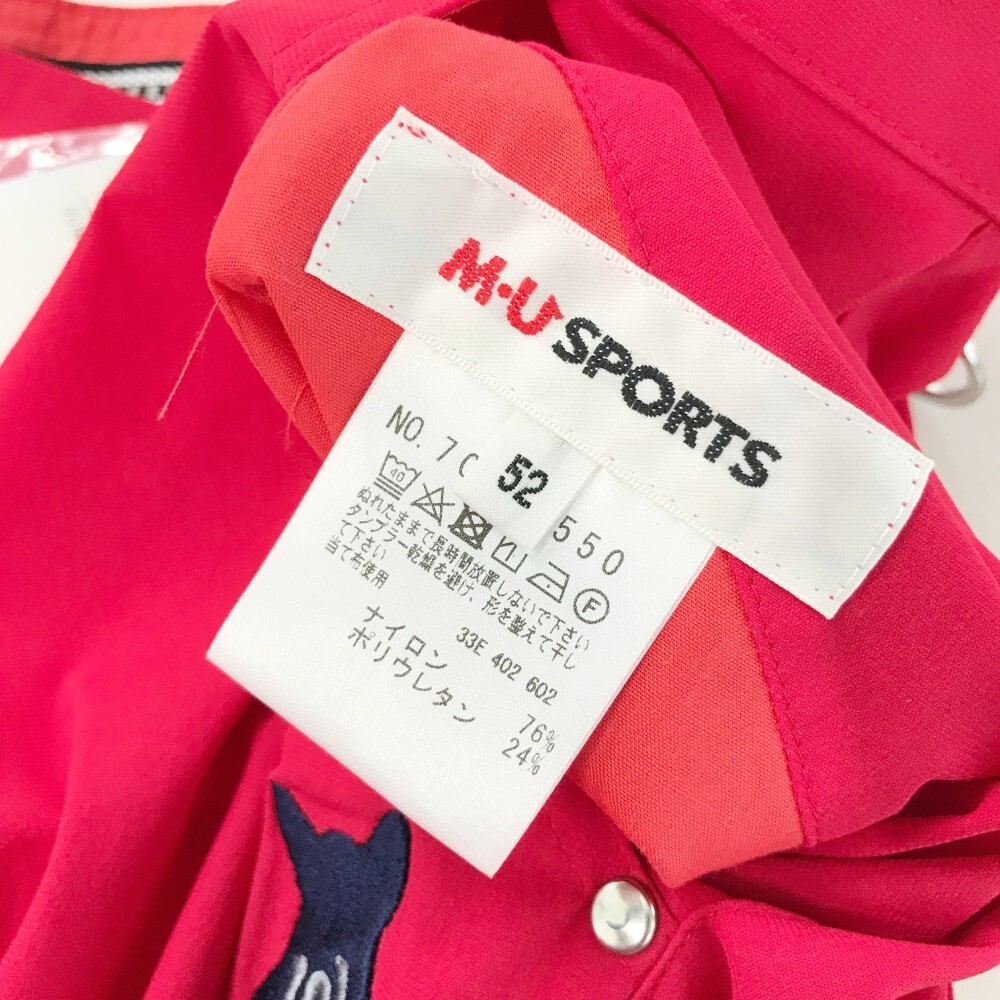 M·U SPORTS
NO. 7C 52 550
40 F
ぬれたままで長時間放置しないで下さい
タンブラー乾燥を避け、形を整えて干し
て下さい
当て布使用
33E 402 602
ナイロン 76%
ポリウレタン 24%